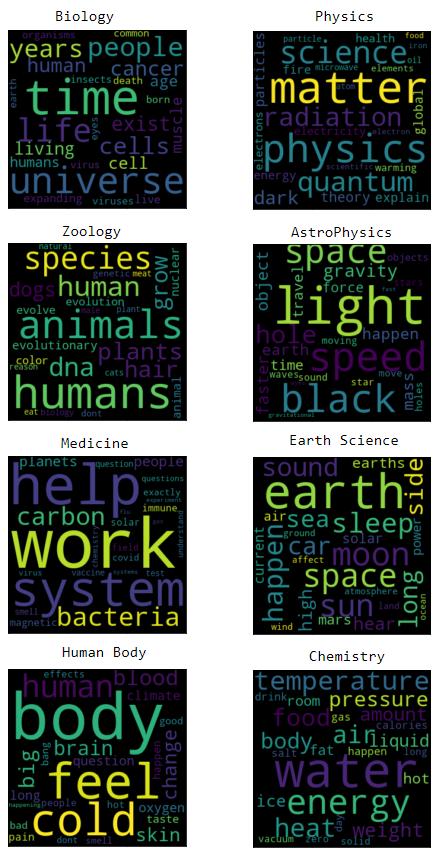 Biology
organisms common
years people
human cancer
insects death age
earth time born
life eyes exist muscle
living cells
humans virus cell
universe
expanding viruses live
Physics
particle health food
science iron
particles fire microwave oil
elements
matter
atom
radiation global
electricity electron
electrons physics
scientific warming
energy quantum
dark theory explain
Zoology
natural
species
genetic meat nuclear
dogs human grow
evolution
evolve male plant
animals
evolutionary plants
color dna hair
reason cats animal
humans
eat biology dont
AstroPhysics
space objects
object travel gravity
force stars
fast
light
hole moving happen
earth speed
time
faster waves sound move mass
star holes
black
gravitational
Medicine
planets question people
help questions
exactly experiment
carbon flu immune
solar gas
work
chemistry field understand
covid
virus vaccine systems test
system
smell
magnetic bacteria
Earth Science
sound earths side
earth
air sea sleep
current ground solar power
happen car moon
affect
space atmosphere long
high sun land ocean
mars hear
wind
Human Body
effects blood
human climate
body good
bang brain
big question change
happen
long feel
happening people hot oxygen
cold taste
bad
pain dont smell skin
Chemistry
temperature
drink room pressure
food gas amount
calories
body air liquid
salt fat happen long
water hot
ice energy
heat day weight
vacuum zero solid